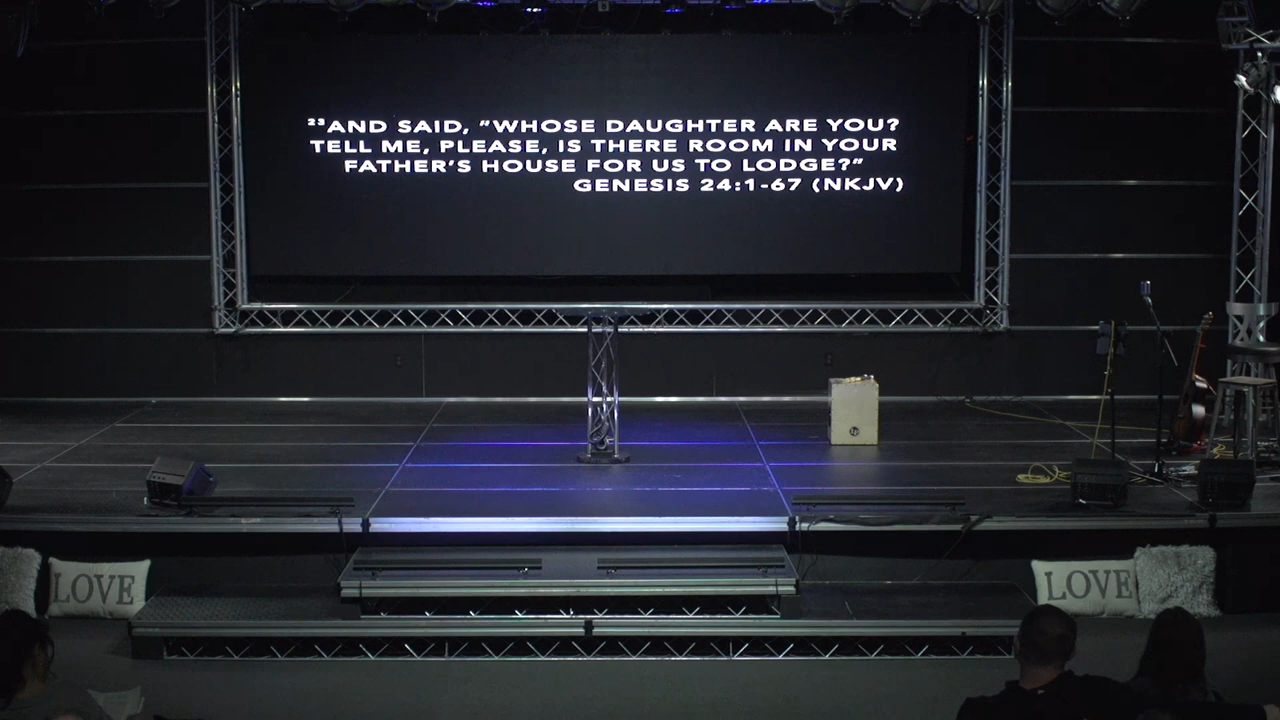 ²³AND SAID, "WHOSE DAUGHTER ARE YOU?
TELL ME, PLEASE, IS THERE ROOM IN YOUR
FATHER'S HOUSE FOR US TO LODGE?"
GENESIS 24:1-67 (NKJV)
LP
LOVE
LOVE